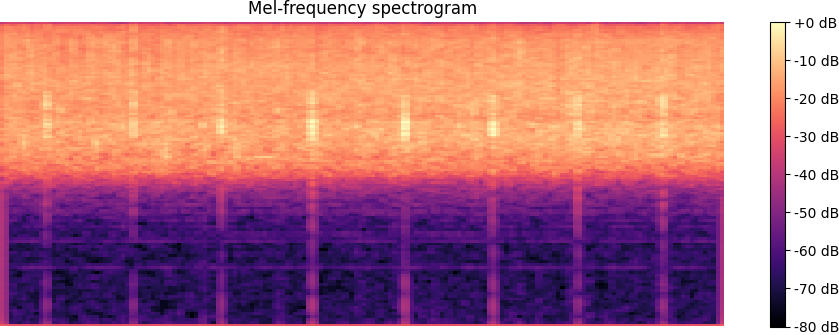 Mel-frequency spectrogram
+0 dB
-10 dB
-20 dB
-30 dB
-40 dB
-50 dB
-60 dB
-70 dB
-80 dB